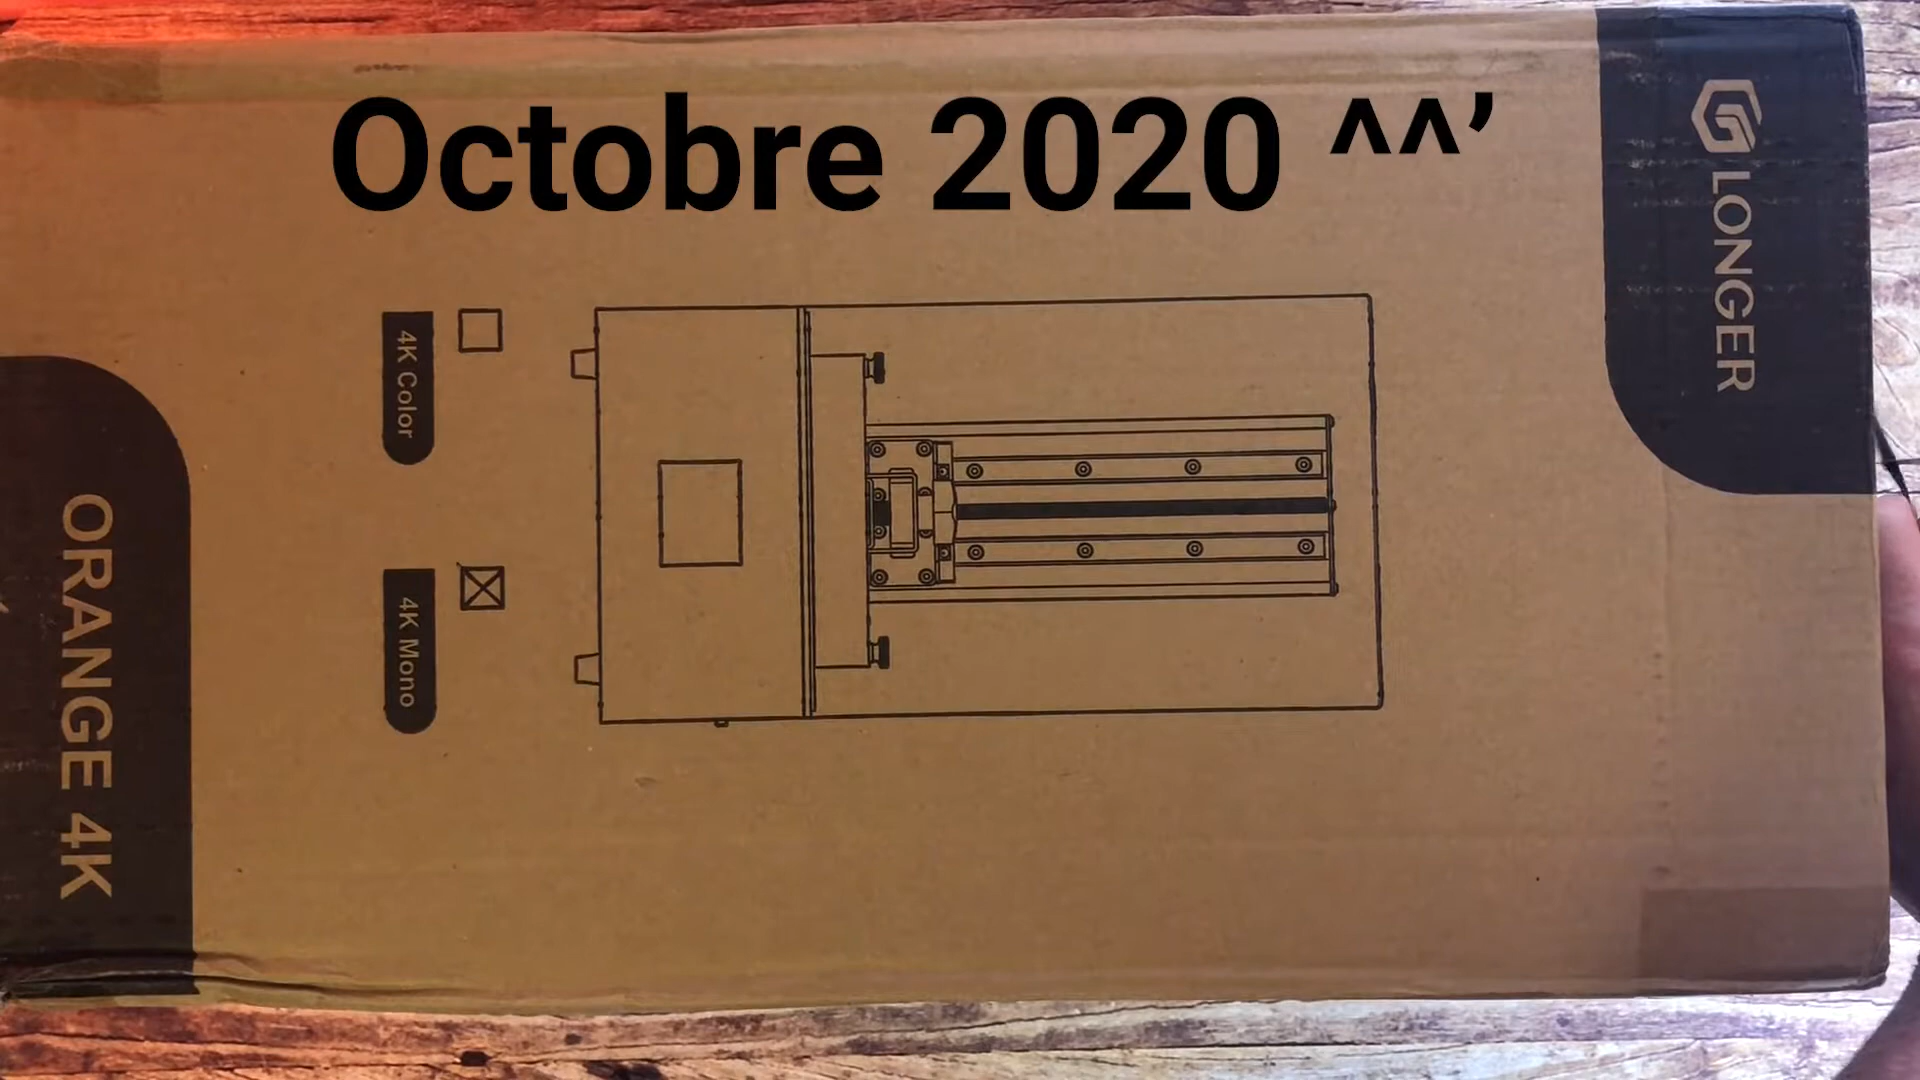 Octobre 2020 ^^’
LONGER
4K Color
4K Mono
ORANGE 4K